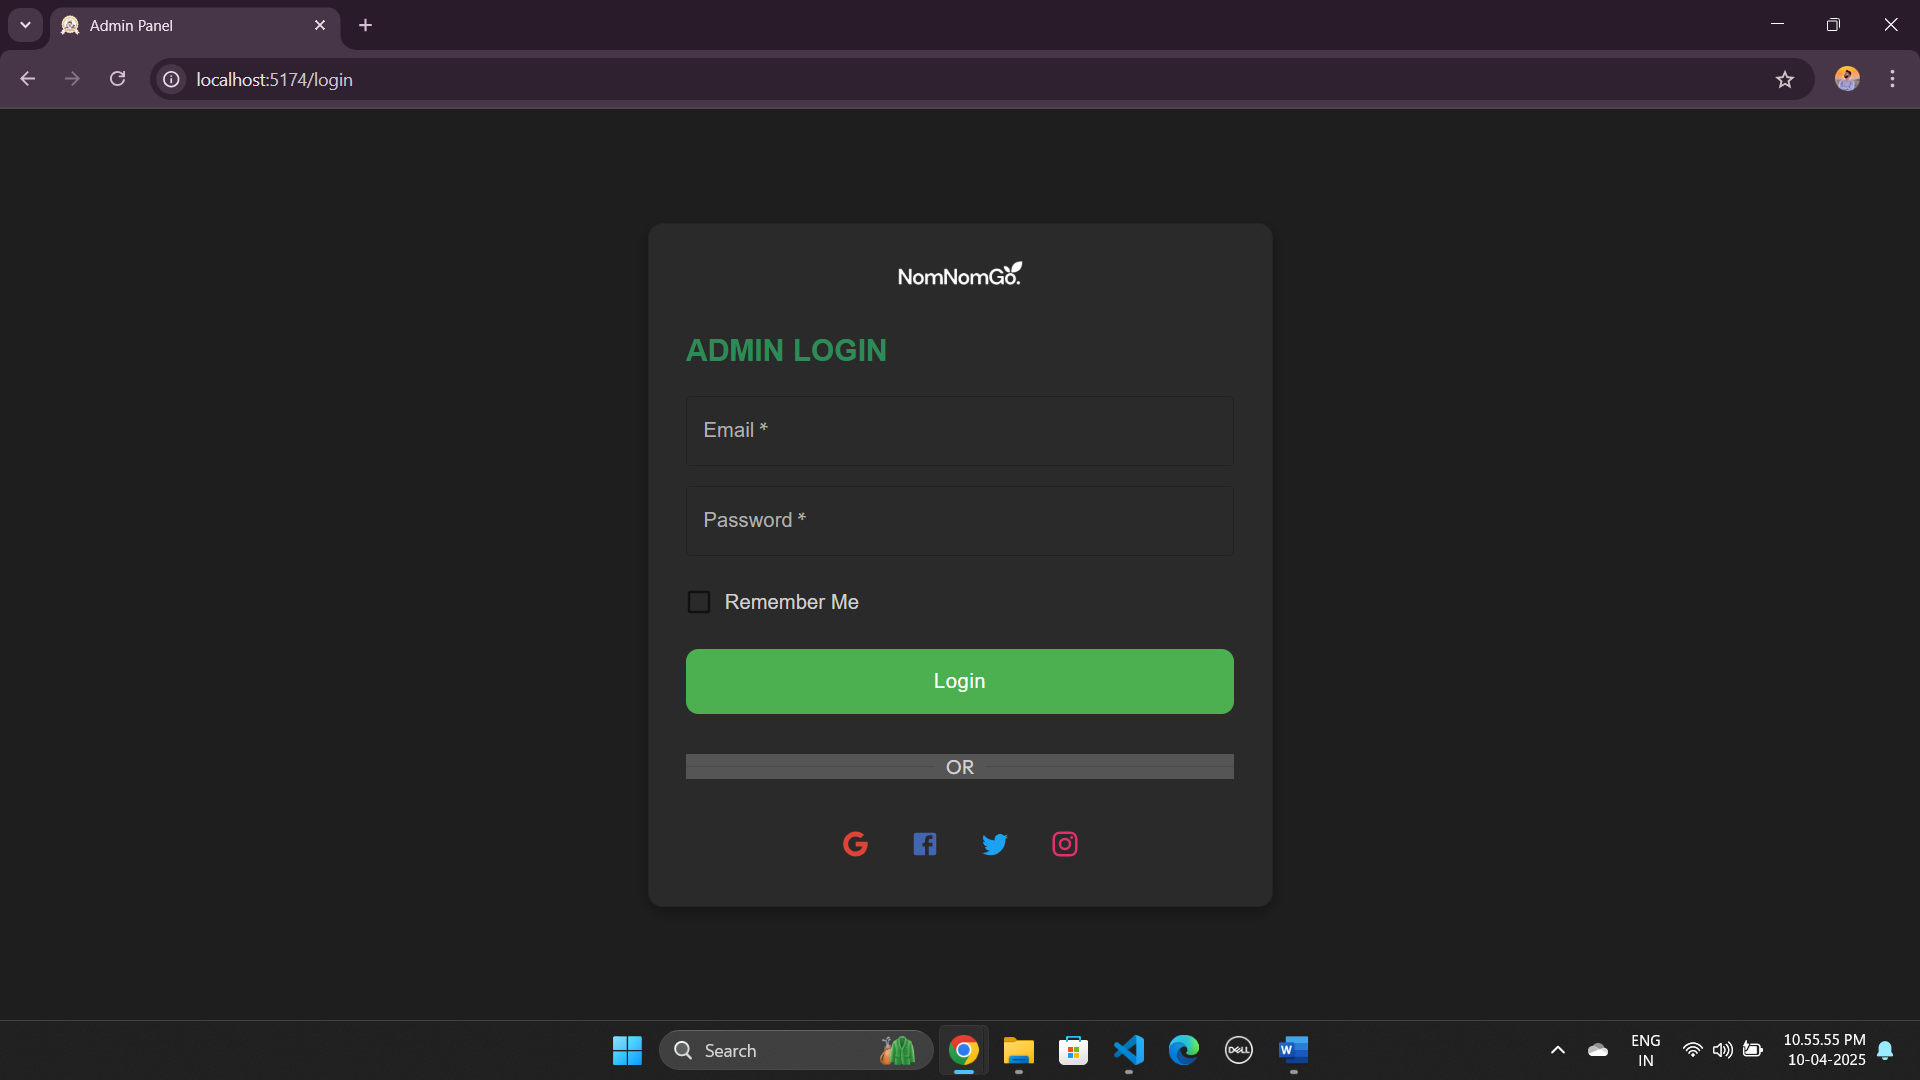 Admin Panel
localhost:5174/login
NomNomGo.
ADMIN LOGIN
Email *
Password *
Remember Me
Login
OR
Search
DELL
W
ENG
IN
10.55.55 PM
10-04-2025